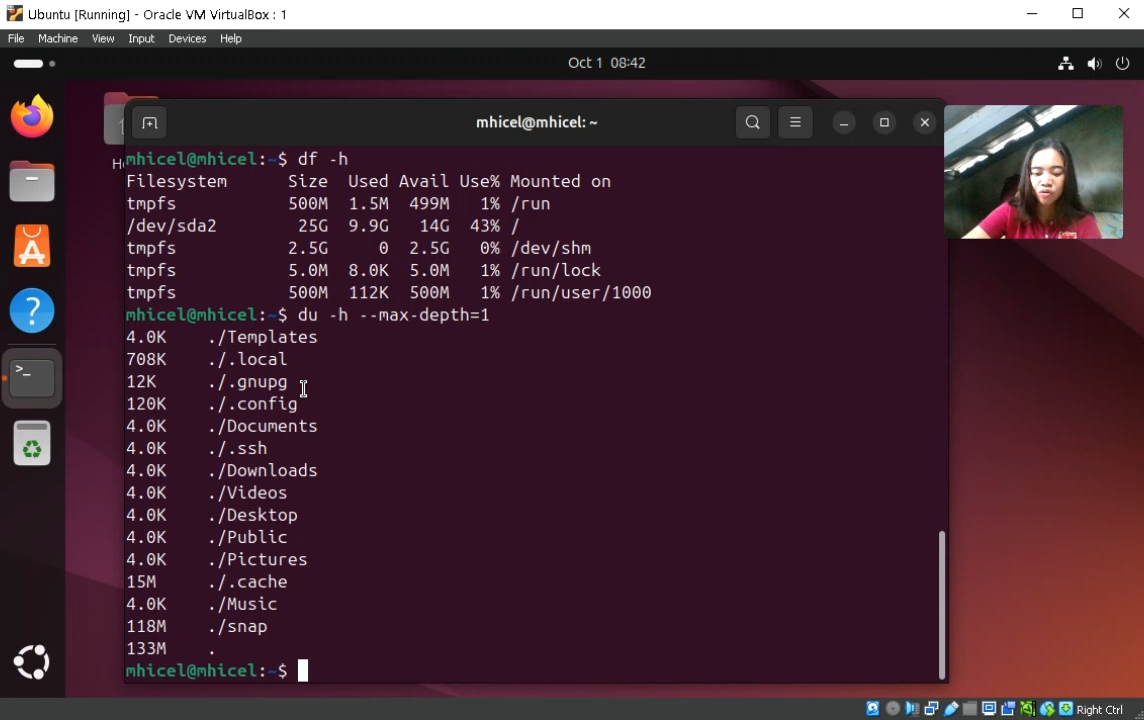 Ubuntu [Running] - Oracle VM VirtualBox : 1
File Machine View Input Devices Help
Oct 1 08:42
mhicel@mhicel: ~
mhicel@mhicel:~$ df -h
Filesystem Size Used Avail Use% Mounted on
tmpfs 500M 1.5M 499M 1% /run
/dev/sda2 25G 9.9G 14G 43% /
tmpfs 2.5G 0 2.5G 0% /dev/shm
tmpfs 5.0M 8.0K 5.0M 1% /run/lock
tmpfs 500M 112K 500M 1% /run/user/1000
mhicel@mhicel:~$ du -h --max-depth=1
4.0K ./Templates
708K ./.local
12K ./.gnupg
120K ./.config
4.0K ./Documents
4.0K ./.ssh
4.0K ./Downloads
4.0K ./Videos
4.0K ./Desktop
4.0K ./Public
4.0K ./Pictures
15M ./.cache
4.0K ./Music
118M ./snap
133M .
mhicel@mhicel:~$
Right Ctrl